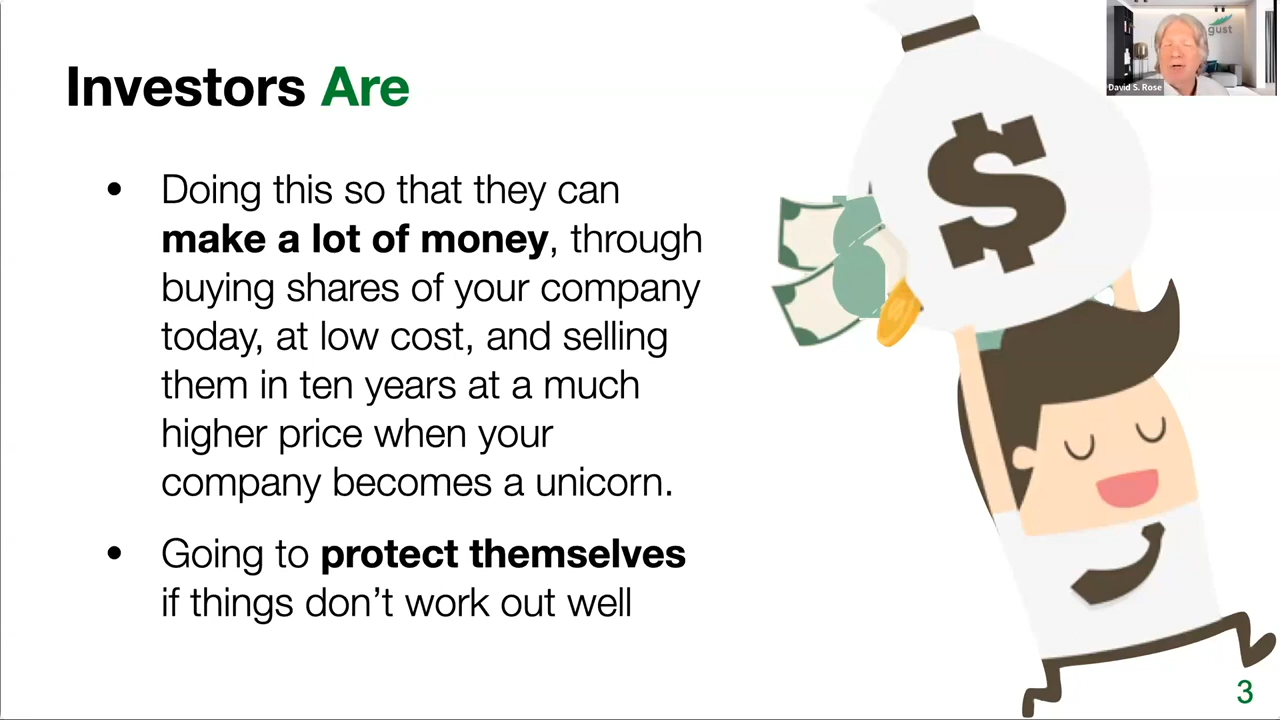 Investors Are
• Doing this so that they can
make a lot of money, through
buying shares of your company
today, at low cost, and selling
them in ten years at a much
higher price when your
company becomes a unicorn.
• Going to protect themselves
if things don’t work out well
$
gust
David S. Rose
3